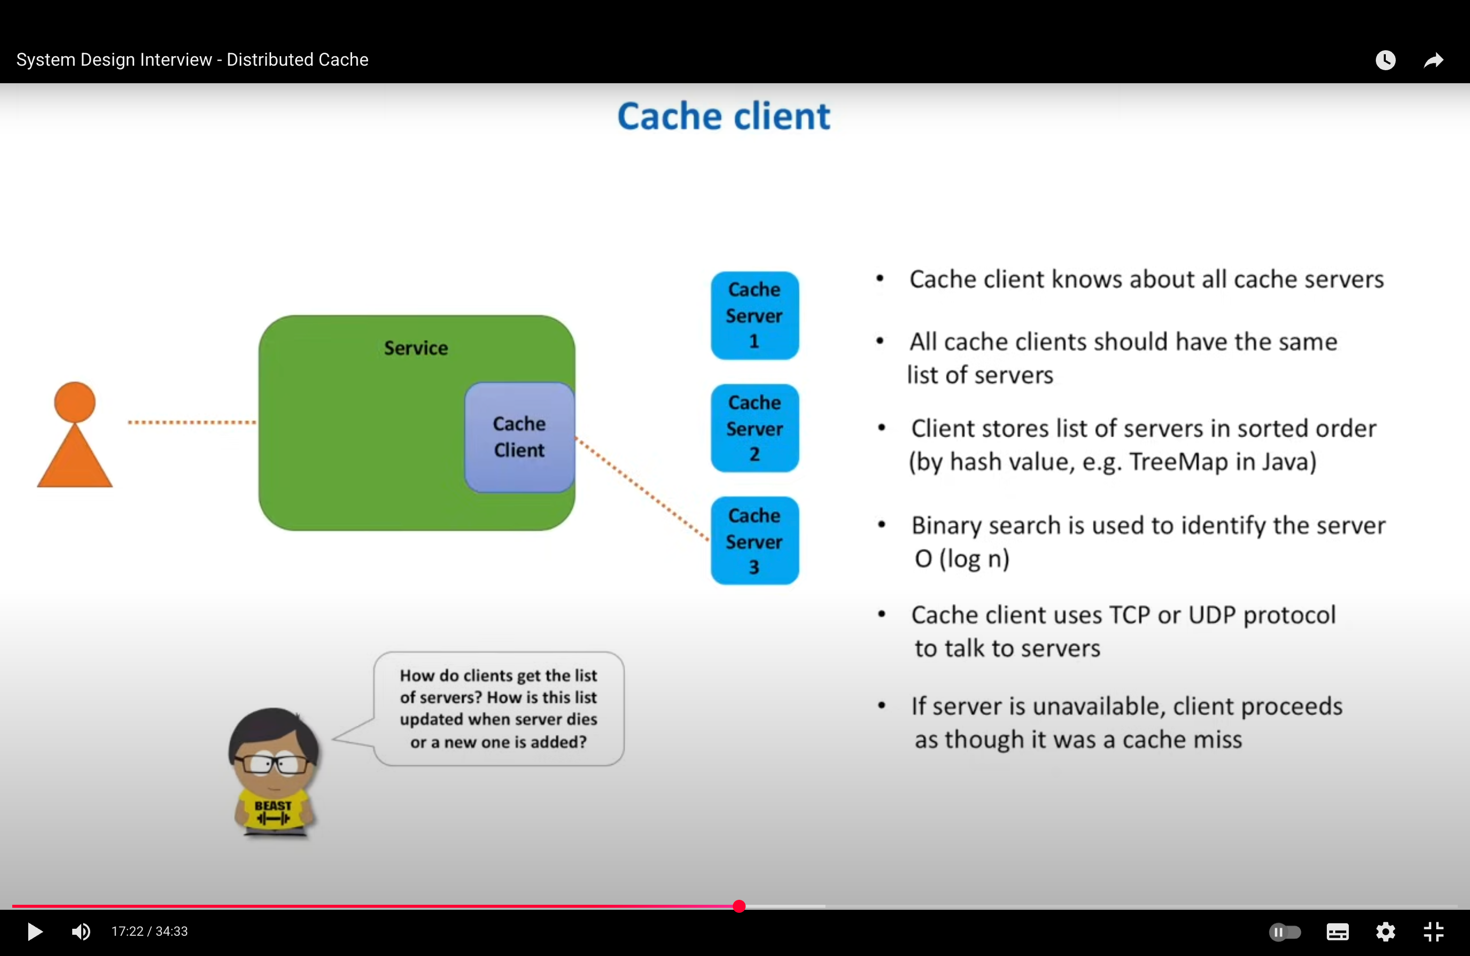 System Design Interview - Distributed Cache
Cache client
Service
Cache
Client
Cache
Server
1
Cache
Server
2
Cache
Server
3
• Cache client knows about all cache servers
• All cache clients should have the same
list of servers
• Client stores list of servers in sorted order
(by hash value, e.g. TreeMap in Java)
• Binary search is used to identify the server
O (log n)
• Cache client uses TCP or UDP protocol
to talk to servers
• If server is unavailable, client proceeds
as though it was a cache miss
How do clients get the list
of servers? How is this list
updated when server dies
or a new one is added?
BEAST
17:22 / 34:33